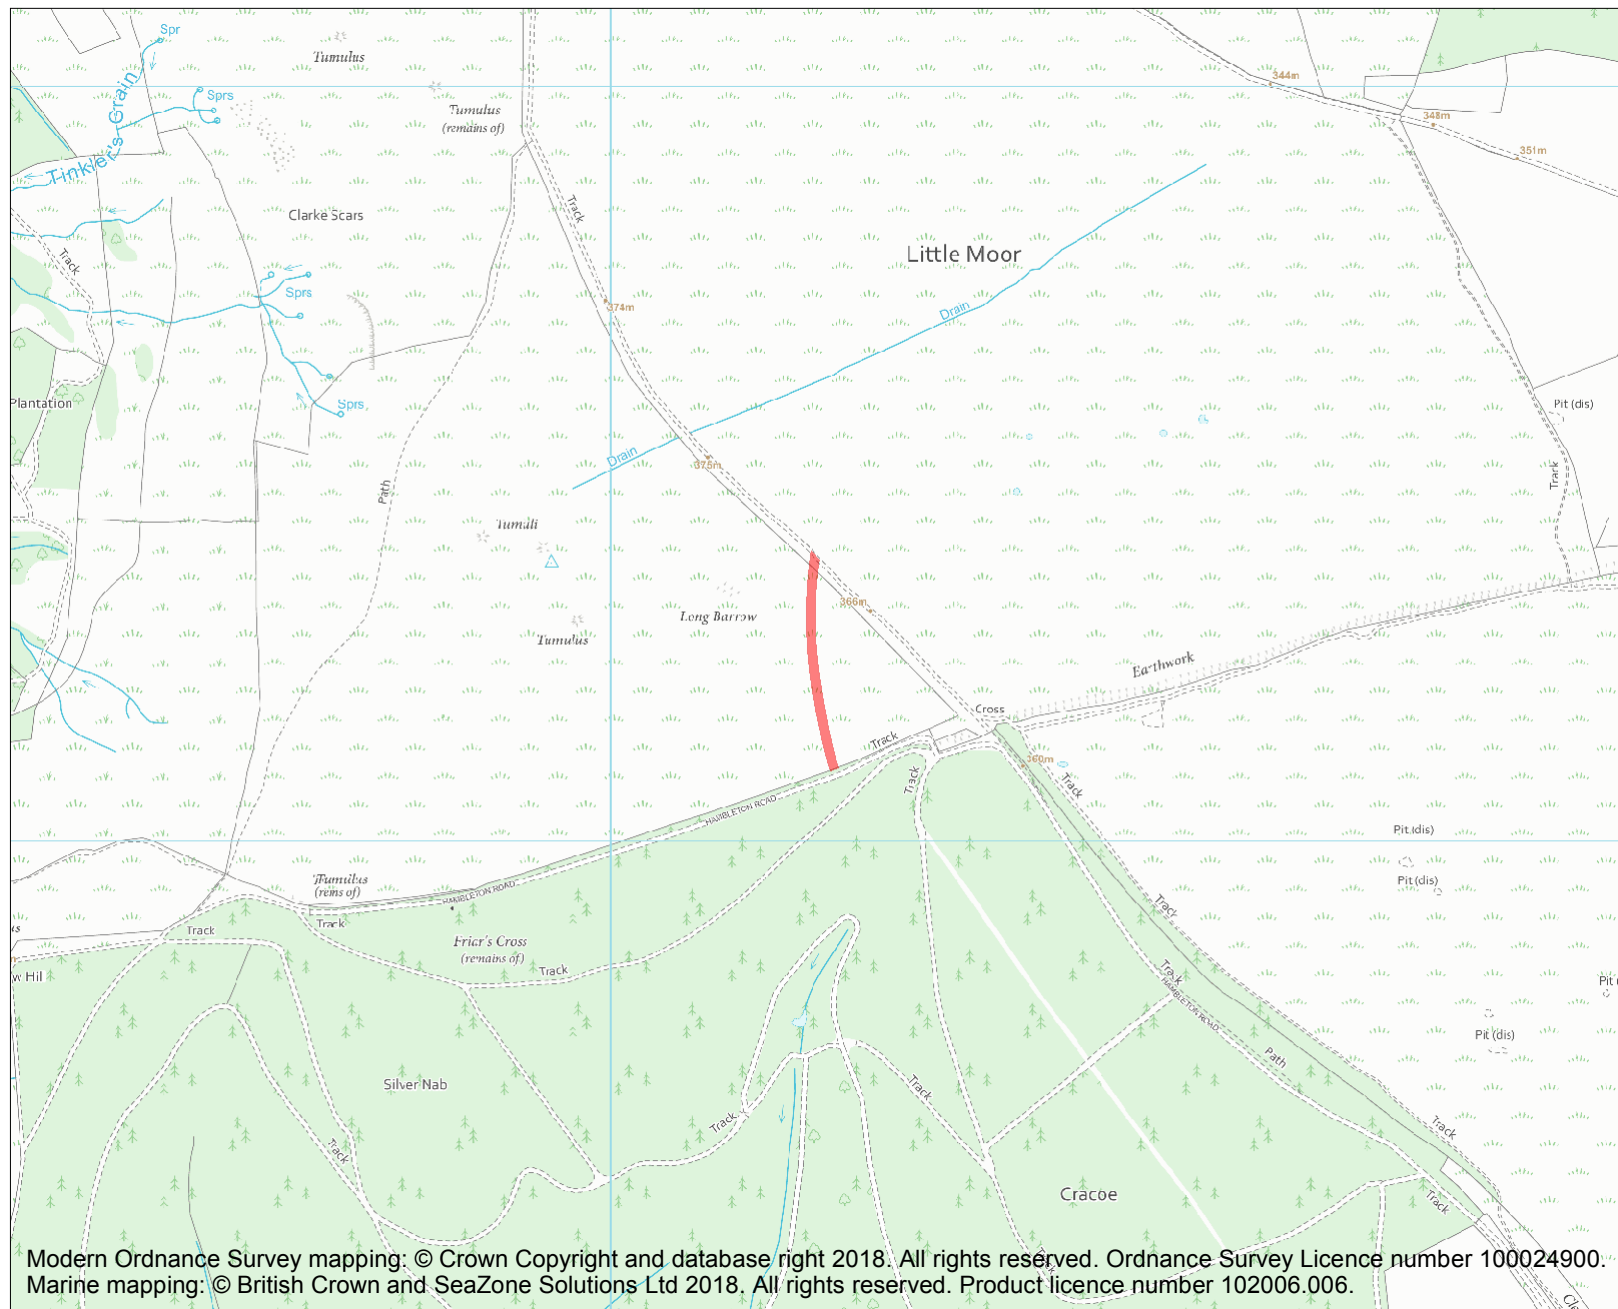 Spr
Tumulus
344m
Tinkler's Grain
Sprs
Tumulus
(remains of)
348m
351m
Track
Clarke Scars
Little Moor
Track
Sprs
374m
Drain
Sprs
Plantation
Pit (dis)
Drain
375m
Track
Path
Tumuli
366m
Long Barrow
Tumulus
Earthwork
Cross
Track
360m
Track
Track
HAMBLETON ROAD
Pit (dis)
Tumulus
(rems of)
Pit (dis)
HAMBLETON ROAD
Track
Track
Track
Friar's Cross
(remains of)
Track
Track
w Hil
Pit
HAMBLETON ROAD
Pit (dis)
Path
Silver Nab
Track
Track
Track
Track
Cracoe
Track
Track
Modern Ordnance Survey mapping: © Crown Copyright and database right 2018. All rights reserved. Ordnance Survey Licence number 100024900.
Marine mapping: © British Crown and SeaZone Solutions Ltd 2018. All rights reserved. Product licence number 102006.006.